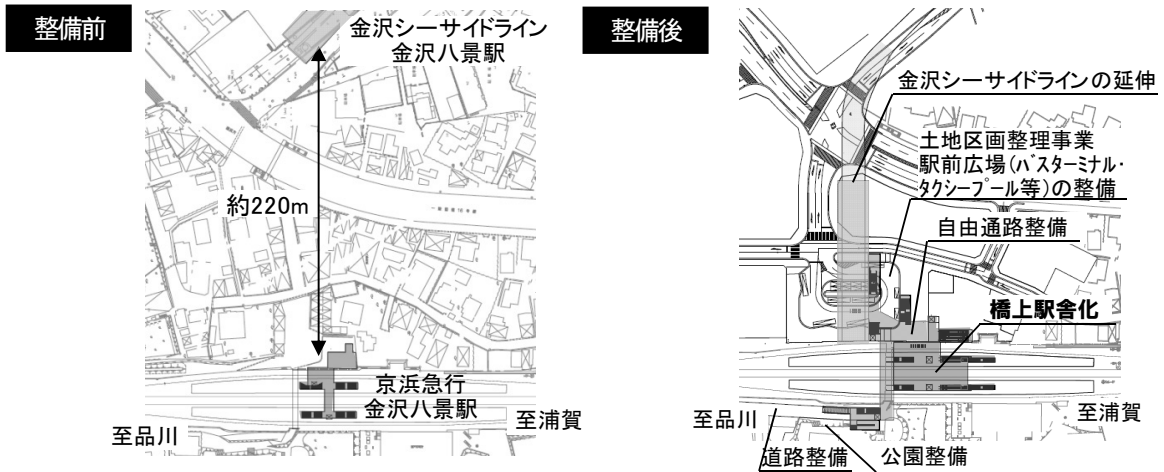 整備前
金沢シーサイドライン
金沢八景駅
約220m
京浜急行
金沢八景駅
至品川
至浦賀
整備後
金沢シーサイドラインの延伸
土地区画整理事業
駅前広場(バスターミナル・
タクシープール等)の整備
自由通路整備
橋上駅舎化
至品川
至浦賀
道路整備
公園整備